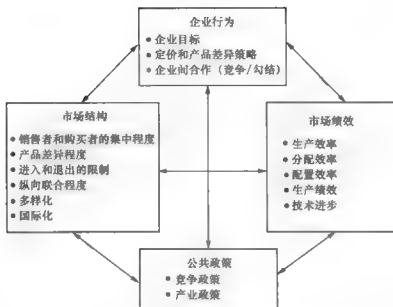 企业行为
● 企业目标
● 定价和产品差异策略
● 企业间合作（竞争/勾结）
市场结构
● 销售者和购买者的集中程度
● 产品差异程度
● 进入和退出的限制
● 纵向联合程度
● 多样化
● 国际化
市场绩效
● 生产效率
● 分配效率
● 配置效率
● 生产绩效
● 技术进步
公共政策
● 竞争政策
● 产业政策